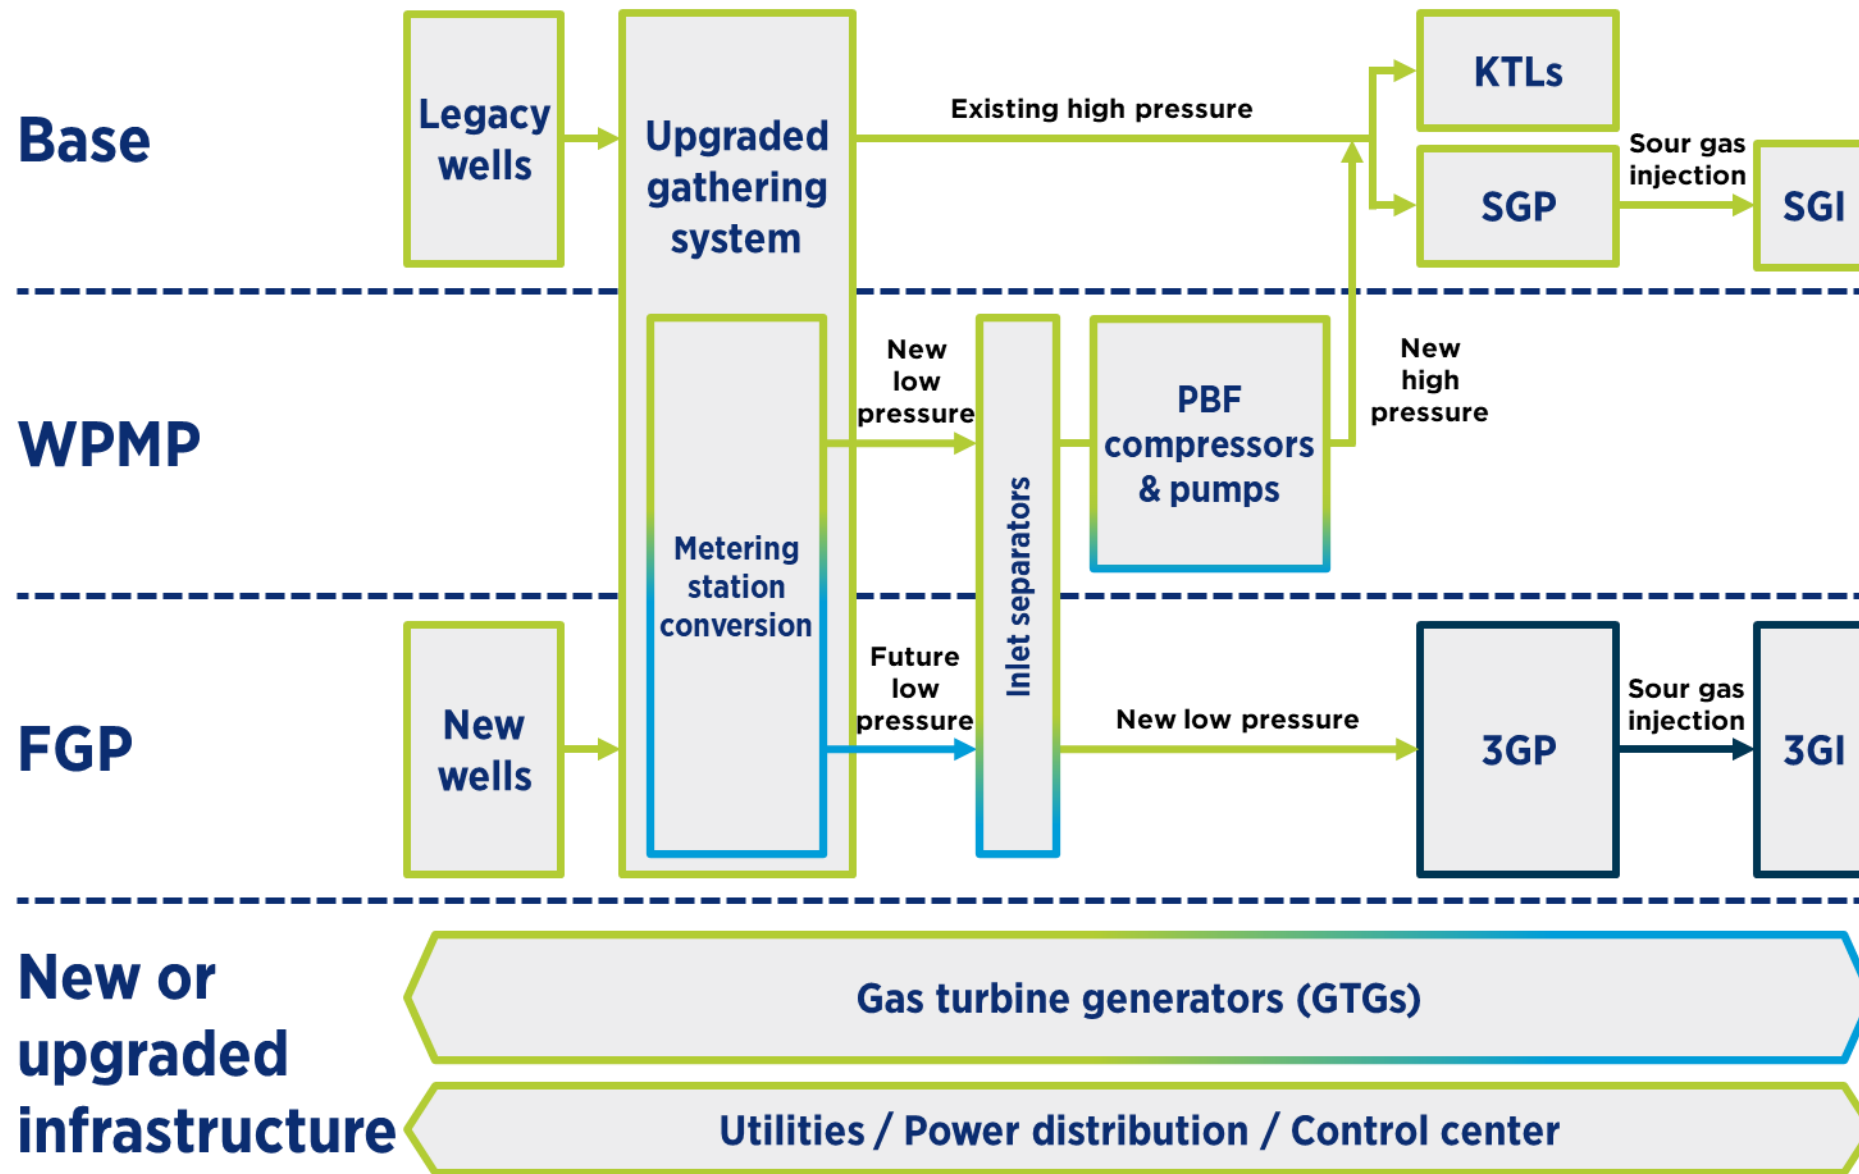 Base
Legacy
wells
Upgraded
gathering
system
Existing high pressure
KTLs
SGP
Sour gas
injection
SGI
WPMP
Metering
station
conversion
New
low
pressure
Inlet separators
PBF
compressors
& pumps
New
high
pressure
FGP
New
wells
Future
low
pressure
New low pressure
3GP
Sour gas
injection
3GI
New or
upgraded
infrastructure
Gas turbine generators (GTGs)
Utilities / Power distribution / Control center